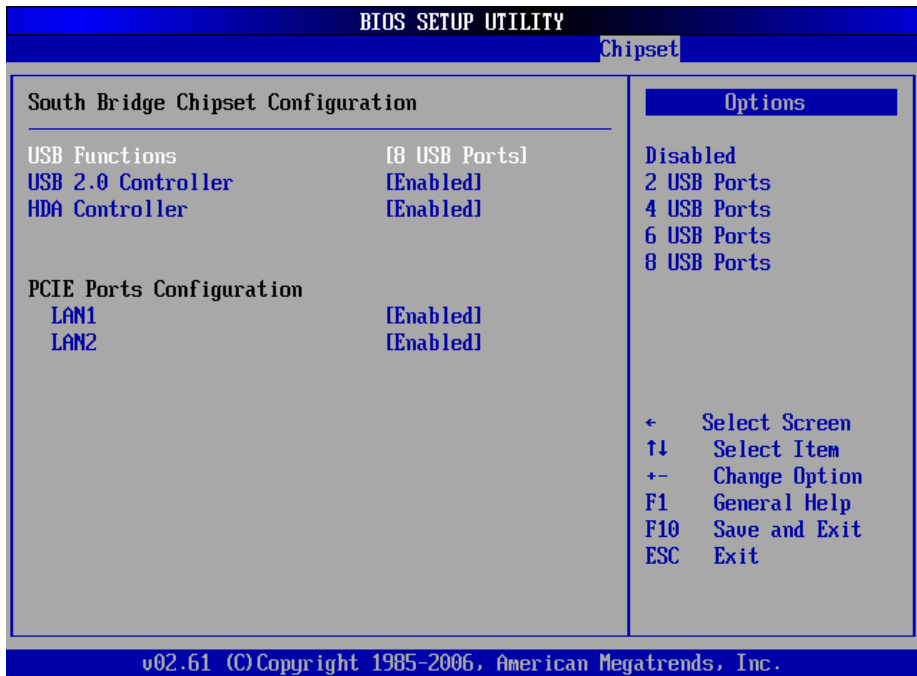 BIOS SETUP UTILITY
Chipset
South Bridge Chipset Configuration
USB Functions [8 USB Ports]
USB 2.0 Controller [Enabled]
HDA Controller [Enabled]
PCIE Ports Configuration
LAN1 [Enabled]
LAN2 [Enabled]
Options
Disabled
2 USB Ports
4 USB Ports
6 USB Ports
8 USB Ports
← Select Screen
↑↓ Select Item
+- Change Option
F1 General Help
F10 Save and Exit
ESC Exit
v02.61 (C)Copyright 1985-2006, American Megatrends, Inc.